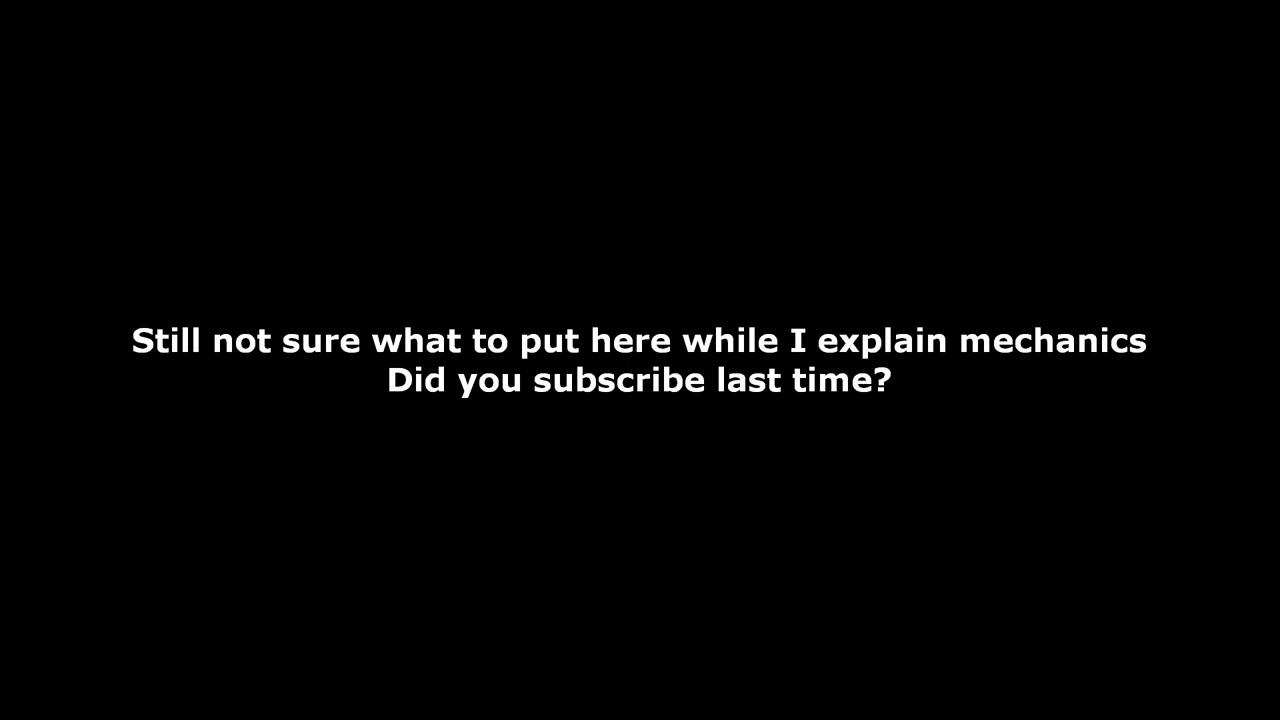 Still not sure what to put here while I explain mechanics
Did you subscribe last time?